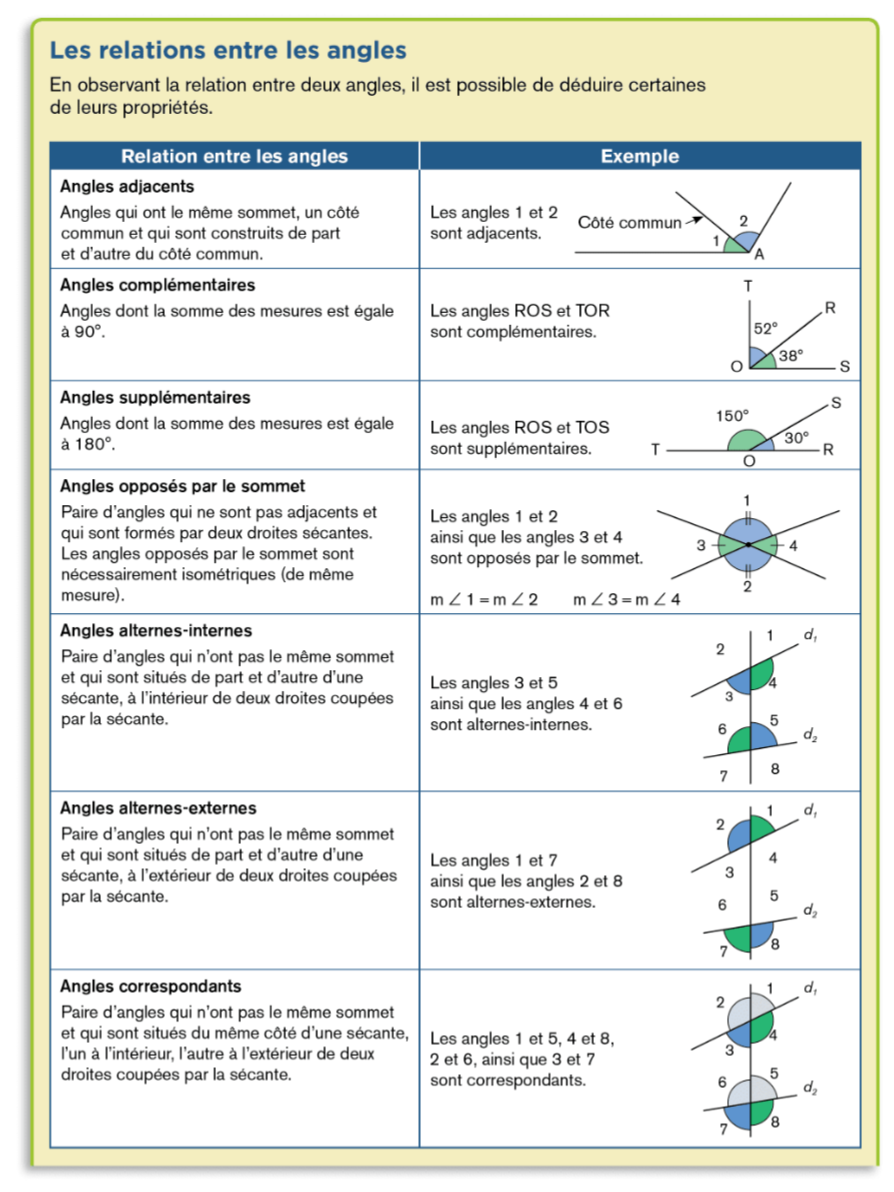 Les relations entre les angles
En observant la relation entre deux angles, il est possible de déduire certaines
de leurs propriétés.
Relation entre les angles
Exemple
Angles adjacents
Angles qui ont le même sommet, un côté
commun et qui sont construits de part
et d'autre du côté commun.
Les angles 1 et 2
sont adjacents.
Côté commun
1
2
A
Angles complémentaires
Angles dont la somme des mesures est égale
à 90°.
Les angles ROS et TOR
sont complémentaires.
T
R
52°
38°
O
S
Angles supplémentaires
Angles dont la somme des mesures est égale
à 180°.
Les angles ROS et TOS
sont supplémentaires.
150°
S
30°
T
R
O
Angles opposés par le sommet
Paire d'angles qui ne sont pas adjacents et
qui sont formés par deux droites sécantes.
Les angles opposés par le sommet sont
nécessairement isométriques (de même
mesure).
Les angles 1 et 2
ainsi que les angles 3 et 4
sont opposés par le sommet.
m ∠ 1 = m ∠ 2 m ∠ 3 = m ∠ 4
1
3
4
2
Angles alternes-internes
Paire d'angles qui n'ont pas le même sommet
et qui sont situés de part et d'autre d'une
sécante, à l'intérieur de deux droites coupées
par la sécante.
Les angles 3 et 5
ainsi que les angles 4 et 6
sont alternes-internes.
1
d₁
2
4
3
5
6
d₂
8
7
Angles alternes-externes
Paire d'angles qui n'ont pas le même sommet
et qui sont situés de part et d'autre d'une
sécante, à l'extérieur de deux droites coupées
par la sécante.
Les angles 1 et 7
ainsi que les angles 2 et 8
sont alternes-externes.
1
d₁
2
4
3
5
6
d₂
8
7
Angles correspondants
Paire d'angles qui n'ont pas le même sommet
et qui sont situés du même côté d'une sécante,
l'un à l'intérieur, l'autre à l'extérieur de deux
droites coupées par la sécante.
Les angles 1 et 5, 4 et 8,
2 et 6, ainsi que 3 et 7
sont correspondants.
1
d₁
2
4
3
5
6
d₂
8
7